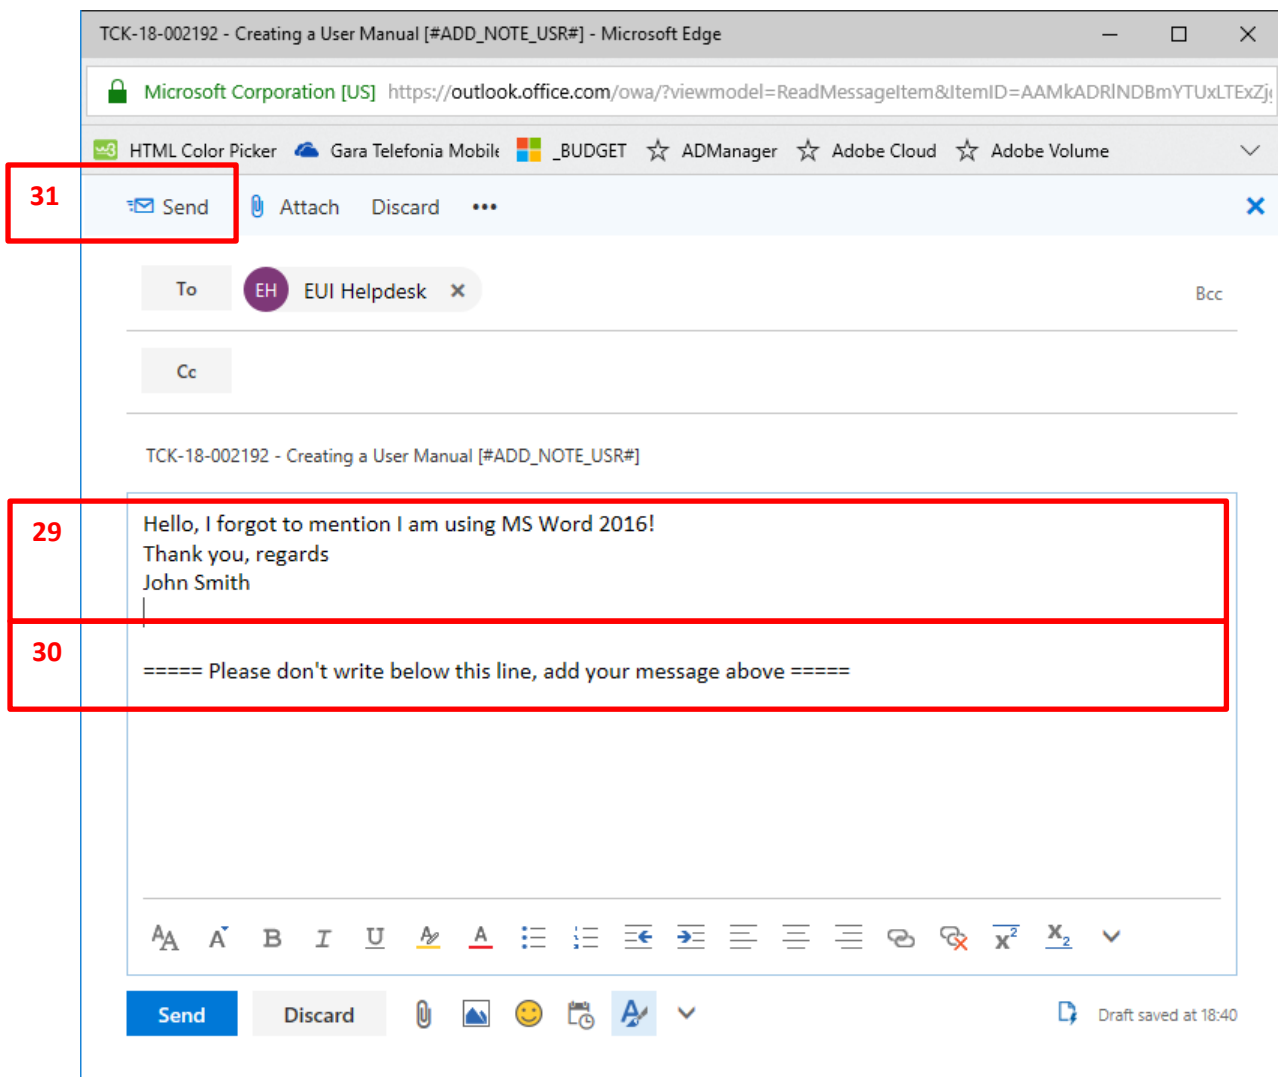 TCK-18-002192 - Creating a User Manual [#ADD_NOTE_USR#] - Microsoft Edge
Microsoft Corporation [US] https://outlook.office.com/owa/?viewmodel=ReadMessageItem&ItemID=AAMkADRlNDBmYTUxLTExZj
HTML Color Picker Gara Telefonia Mobile _BUDGET ADManager Adobe Cloud Adobe Volume
31 Send Attach Discard •••
To EH EUI Helpdesk Bcc
Cc
TCK-18-002192 - Creating a User Manual [#ADD_NOTE_USR#]
29 Hello, I forgot to mention I am using MS Word 2016!
Thank you, regards
John Smith
30
===== Please don't write below this line, add your message above =====
Send Discard Draft saved at 18:40